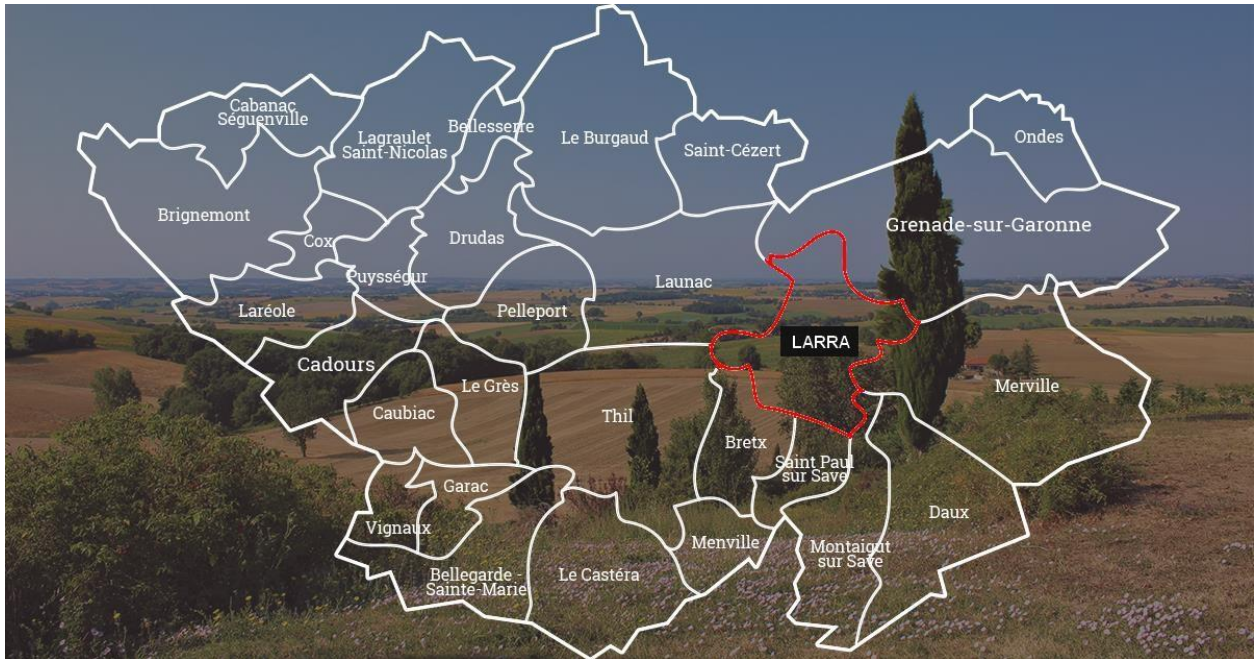 Cabanac
Séguenville
Lagraulet
Saint-Nicolas
Bellesserre
Le Burgaud
Saint-Cézert
Ondes
Brignemont
Cox
Drudas
Grenade-sur-Garonne
Puysségur
Launac
Laréole
Pelleport
LARRA
Cadours
Le Grès
Merville
Caubiac
Thil
Bretx
Saint Paul
sur Save
Garac
Vignaux
Daux
Menville
Montaigut
sur Save
Bellegarde -
Sainte-Marie
Le Castéra